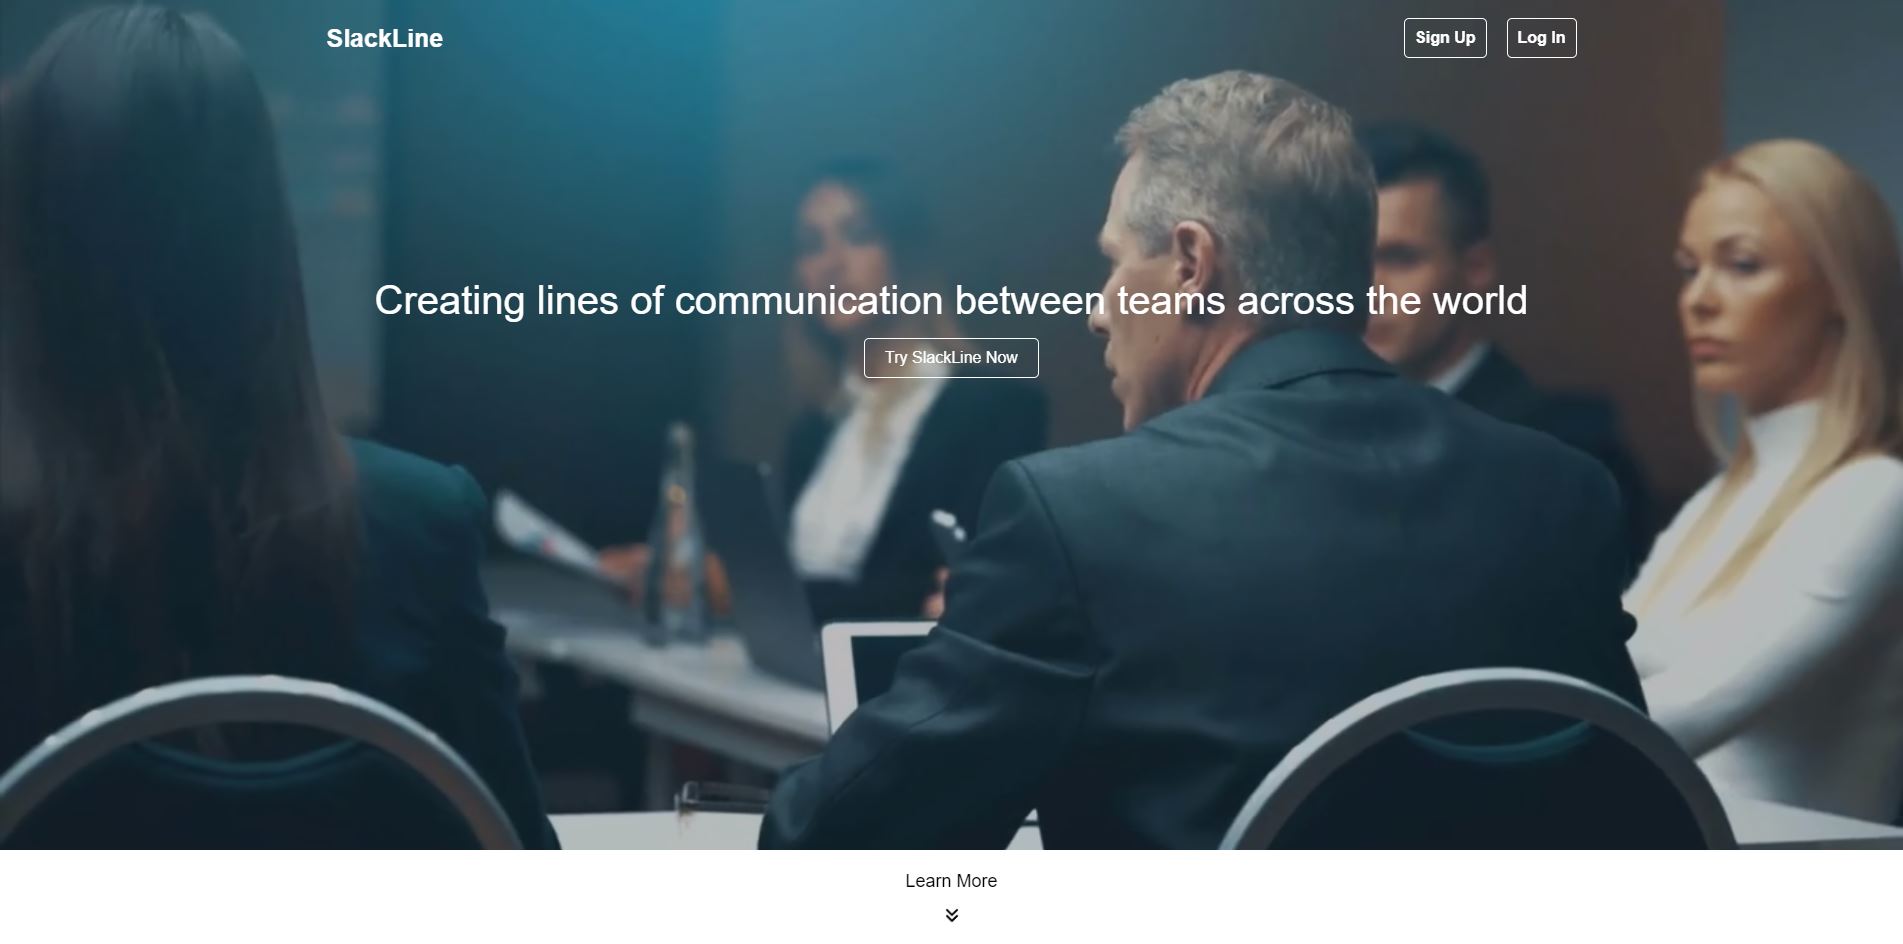 SlackLine
Sign Up
Log In
Creating lines of communication between teams across the world
Try SlackLine Now
Learn More